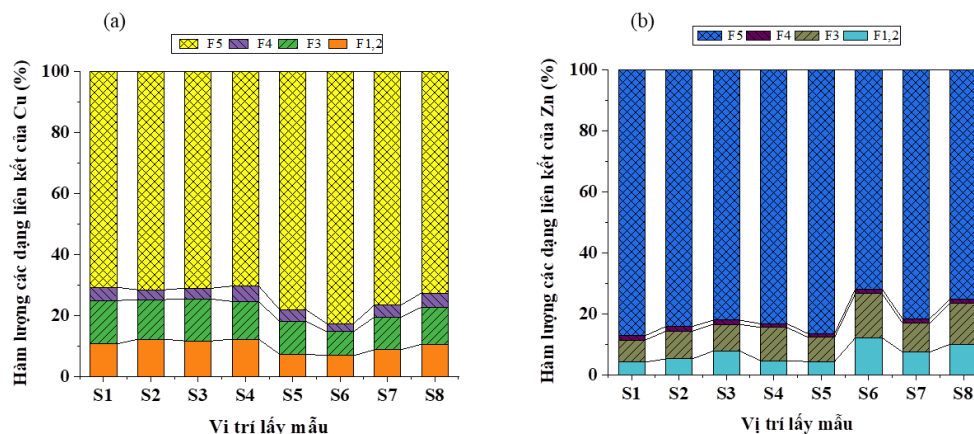 (a)
F5 F4 F3 F1,2
Hàm lượng các dạng liên kết của Cu (%)
100
80
60
40
20
0
S1 S2 S3 S4 S5 S6 S7 S8
Vị trí lấy mẫu
(b)
F5 F4 F3 F1,2
Hàm lượng các dạng liên kết của Zn (%)
100
80
60
40
20
0
S1 S2 S3 S4 S5 S6 S7 S8
Vị trí lấy mẫu